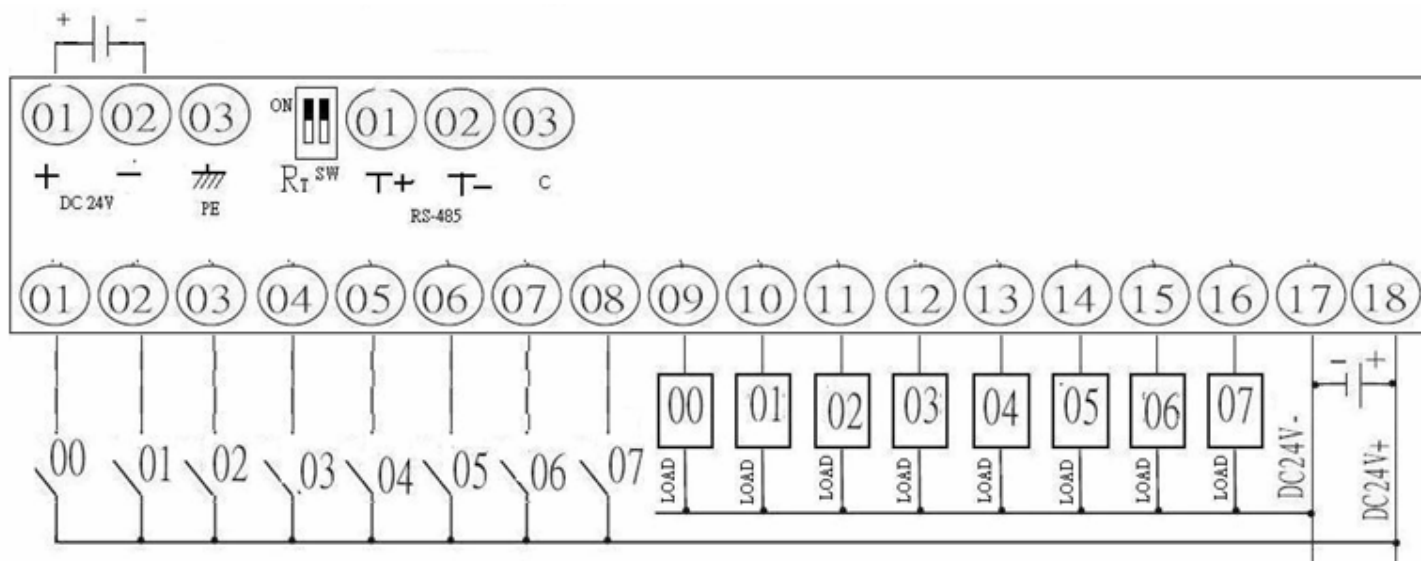 + -
01 02 03 ON 01 02 03
+ - RT SW T+ T- C
DC 24V PE RS-485
01 02 03 04 05 06 07 08 09 10 11 12 13 14 15 16 17 18
- +
00 01 02 03 04 05 06 07
00 01 02 03 04 05 06 07
LOAD LOAD LOAD LOAD LOAD LOAD LOAD LOAD
DC24V-
DC24V+